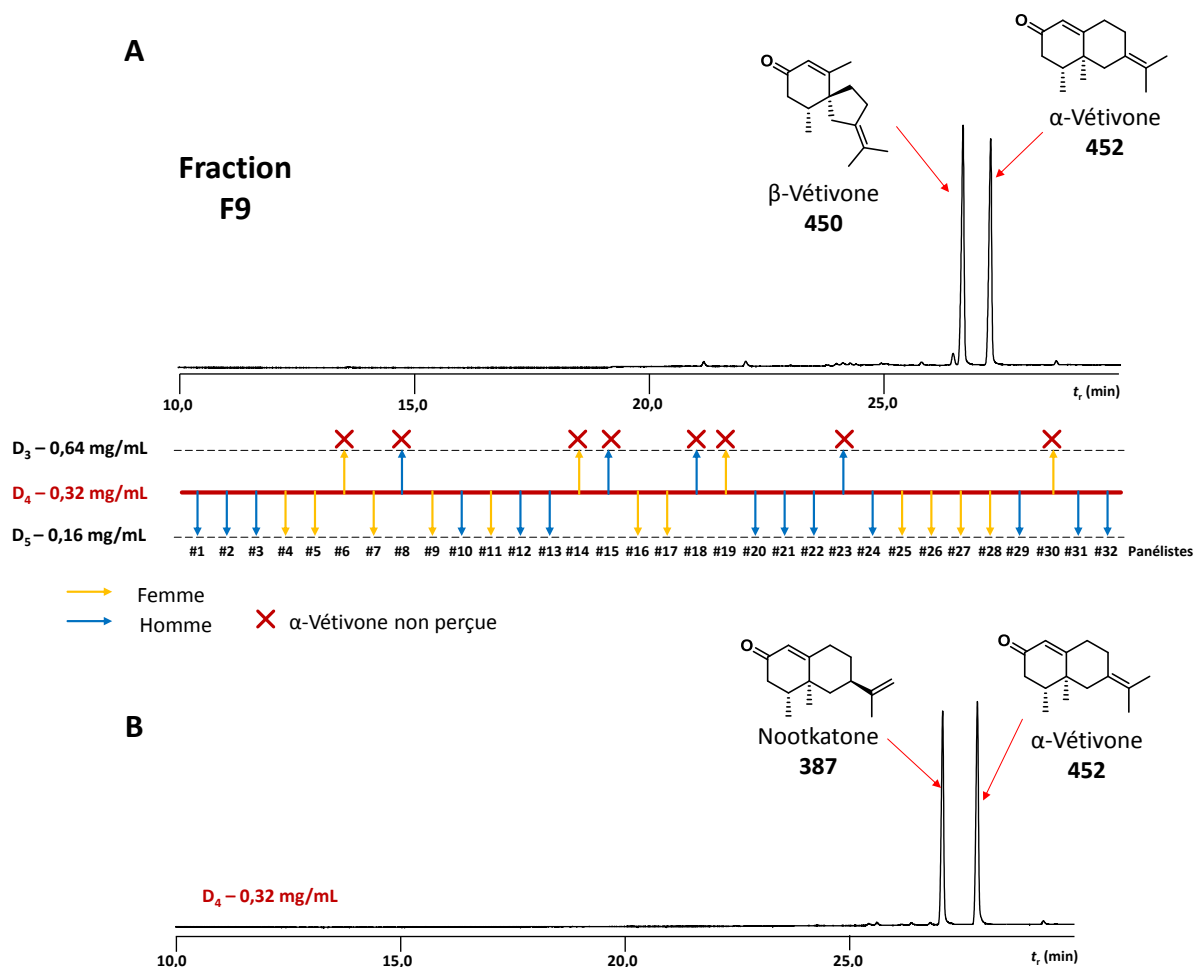 A
Fraction
F9
O
β-Vétivone
450
O
α-Vétivone
452
10,0 15,0 20,0 25,0 tr (min)
D3 – 0,64 mg/mL
D4 – 0,32 mg/mL
D5 – 0,16 mg/mL
#1 #2 #3 #4 #5 #6 #7 #8 #9 #10 #11 #12 #13 #14 #15 #16 #17 #18 #19 #20 #21 #22 #23 #24 #25 #26 #27 #28 #29 #30 #31 #32 Panélistes
Femme
Homme
α-Vétivone non perçue
B
O
Nootkatone
387
O
α-Vétivone
452
D4 – 0,32 mg/mL
10,0 15,0 20,0 25,0 tr (min)